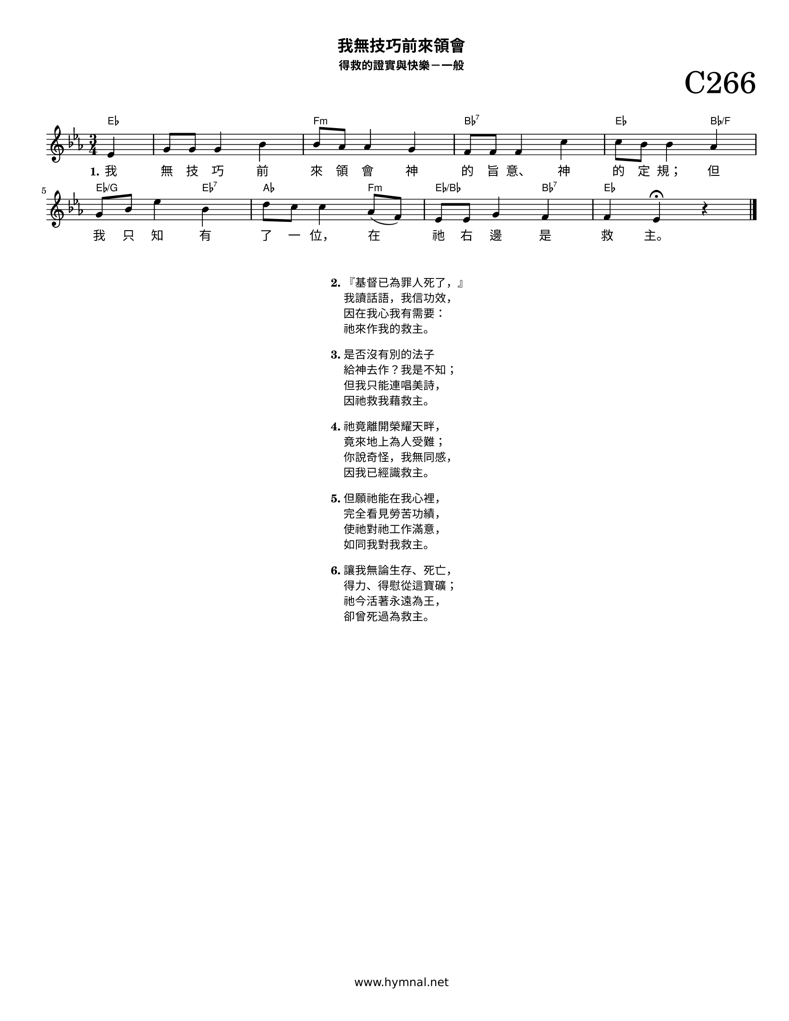 我無技巧前來領會
得救的證實與快樂－一般
C266
E♭ Fm B♭7 E♭ B♭/F
1. 我 無 技 巧 前 來 領 會 神 的 旨 意、 神 的 定 規； 但
5 E♭/G E♭7 A♭ Fm E♭/B♭ B♭7 E♭
我 只 知 有 了 一 位， 在 祂 右 邊 是 救 主。
2. 『基督已為罪人死了，』
我讀話語，我信功效，
因在我心我有需要：
祂來作我的救主。
3. 是否沒有別的法子
給神去作？我是不知；
但我只能連唱美詩，
因祂救我藉救主。
4. 祂竟離開榮耀天畔，
竟來地上為人受難；
你說奇怪，我無同感，
因我已經識救主。
5. 但願祂能在我心裡，
完全看見勞苦功績，
使祂對祂工作滿意，
如同我對我救主。
6. 讓我無論生存、死亡，
得力、得慰從這寶礦；
祂今活著永遠為王，
卻曾死過為救主。
www.hymnal.net